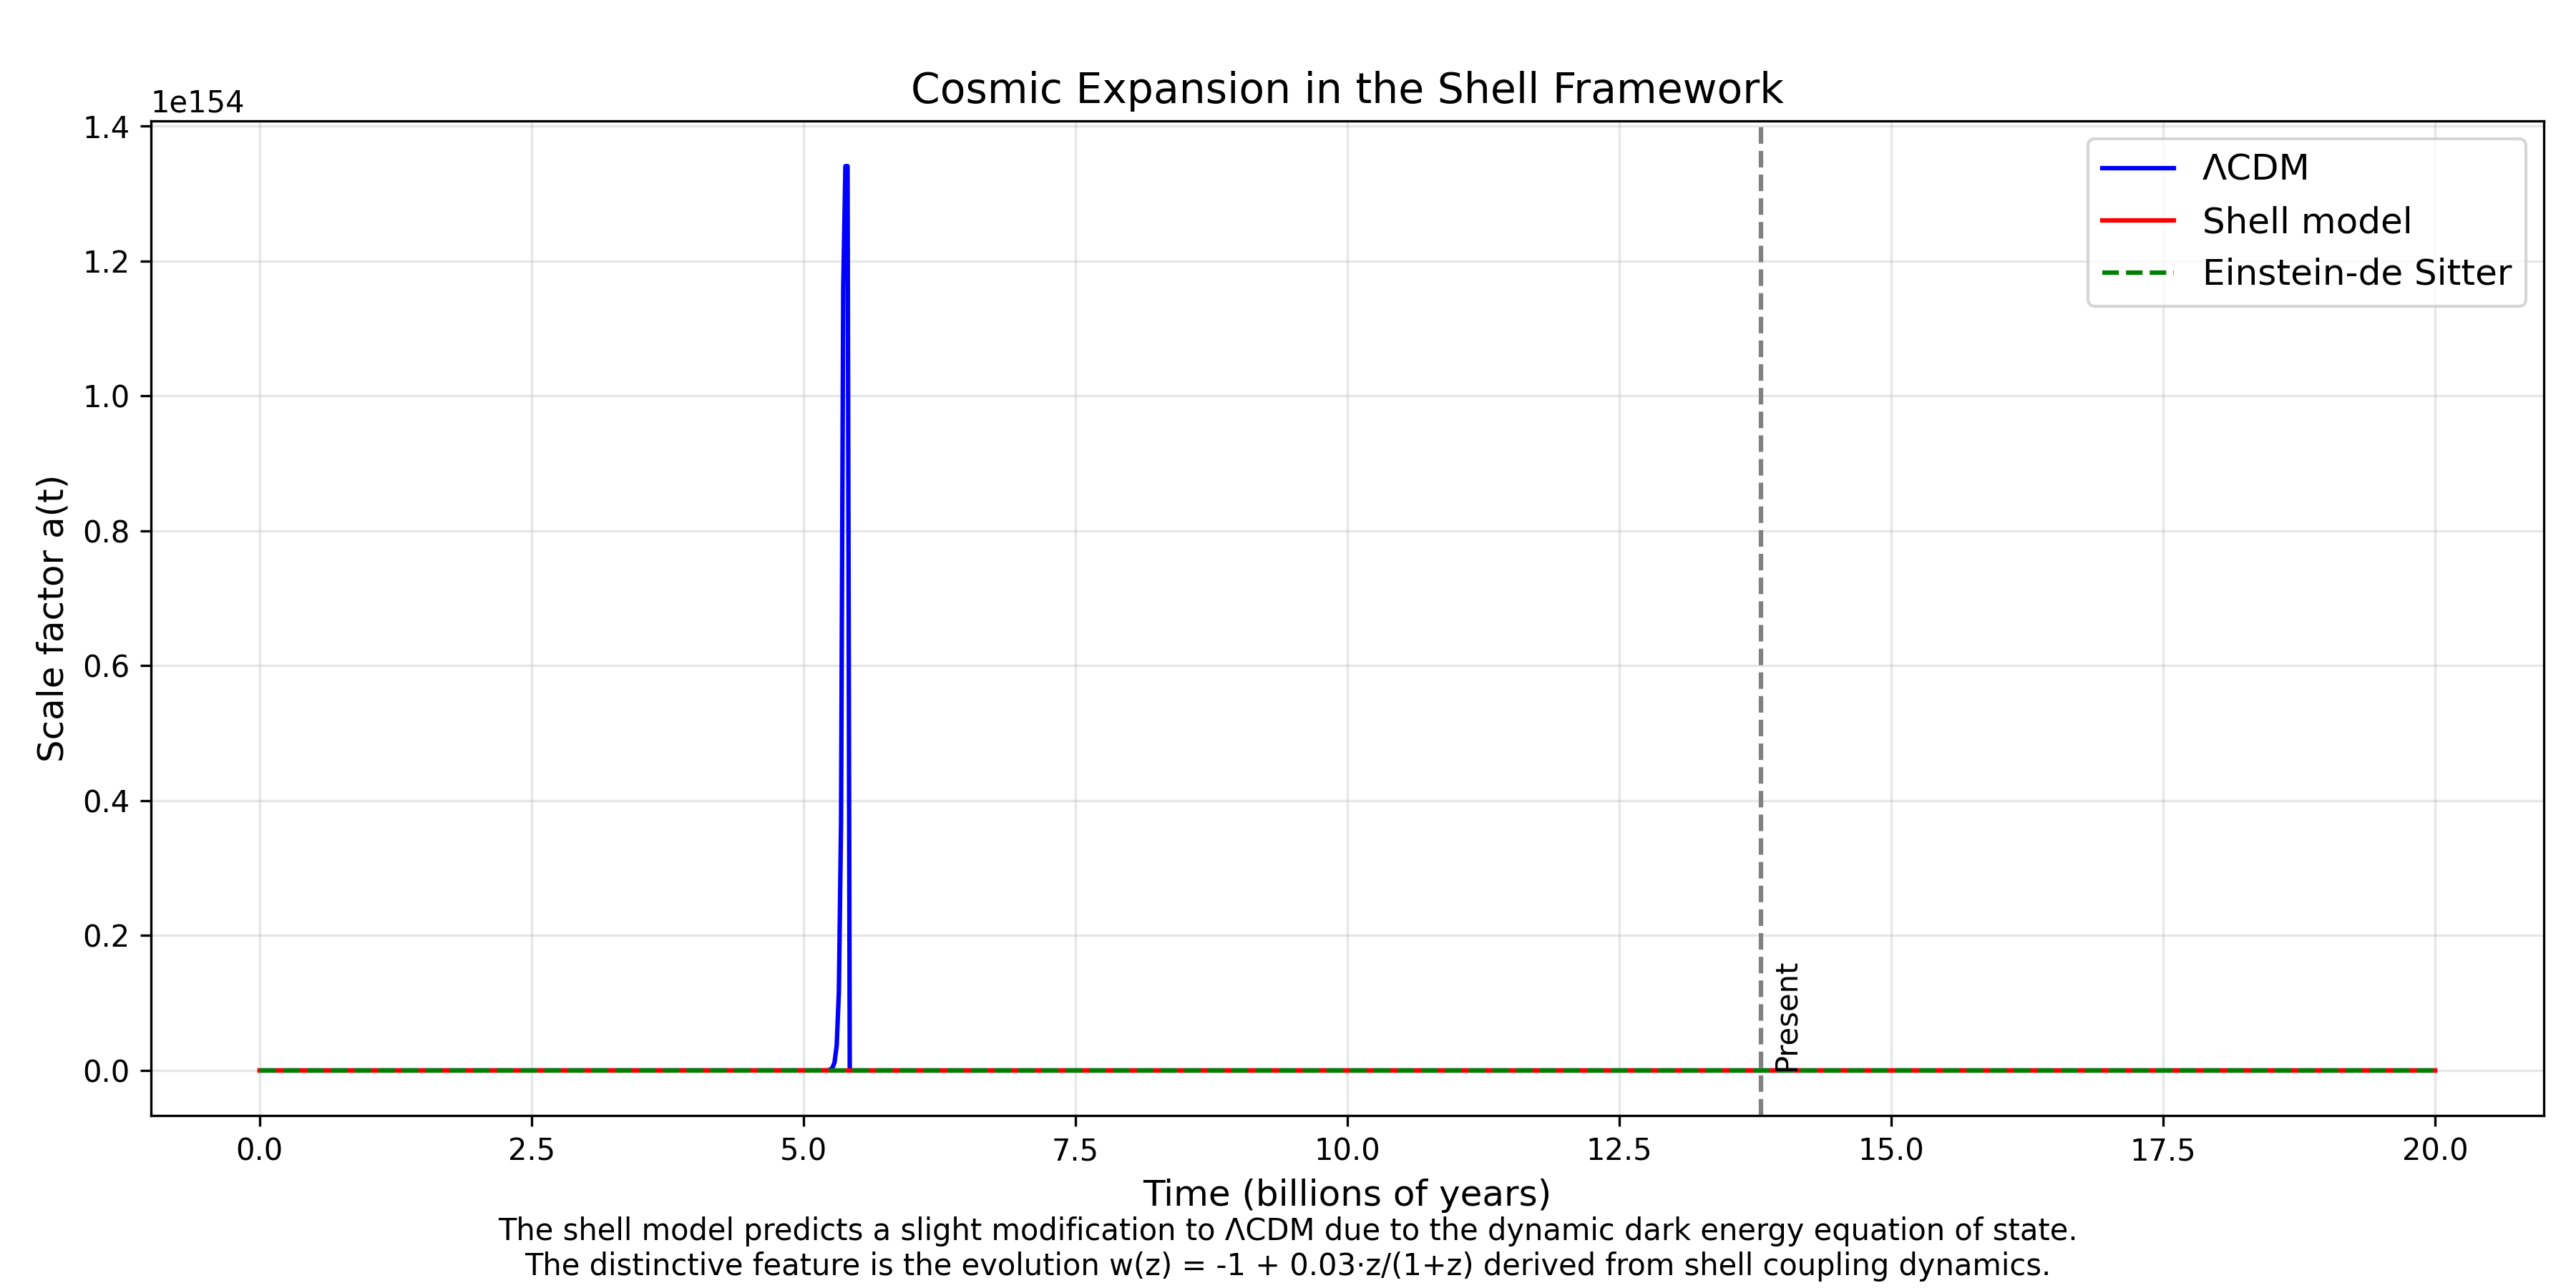 Cosmic Expansion in the Shell Framework
1e154
1.4
1.2
1.0
0.8
0.6
0.4
0.2
0.0
Scale factor a(t)
ΛCDM
Shell model
Einstein-de Sitter
Present
0.0 2.5 5.0 7.5 10.0 12.5 15.0 17.5 20.0
Time (billions of years)
The shell model predicts a slight modification to ΛCDM due to the dynamic dark energy equation of state.
The distinctive feature is the evolution w(z) = -1 + 0.03·z/(1+z) derived from shell coupling dynamics.